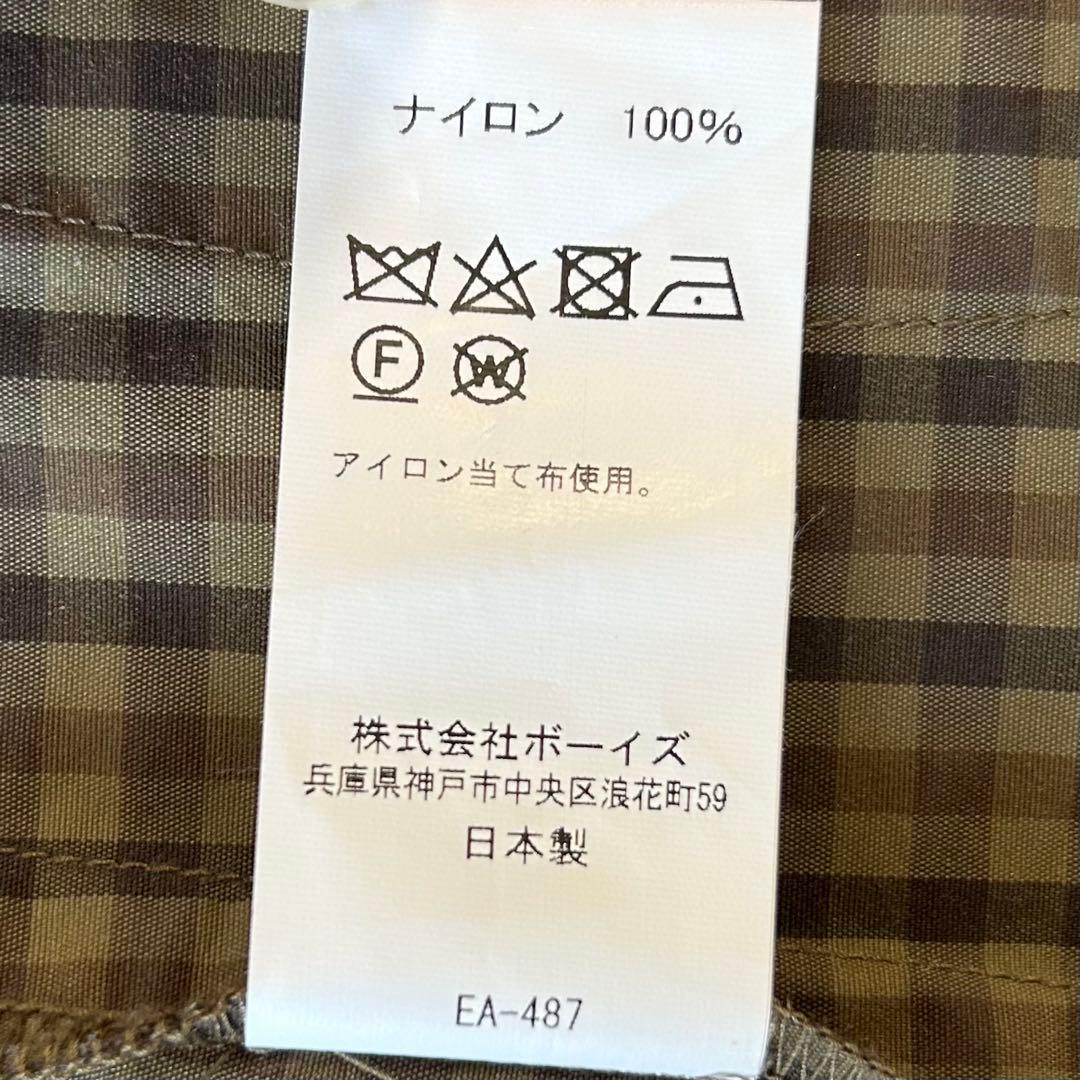 ナイロン 100%
F W
アイロン当て布使用。
株式会社ボーイズ
兵庫県神戸市中央区浪花町59
日本製
EA-487